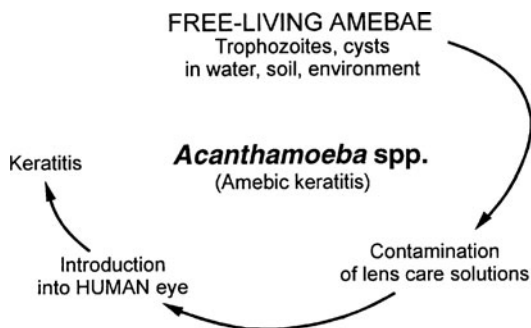 FREE-LIVING AMEBAE
Trophozoites, cysts
in water, soil, environment
Acanthamoeba spp.
(Amebic keratitis)
Keratitis
Contamination
of lens care solutions
Introduction
into HUMAN eye